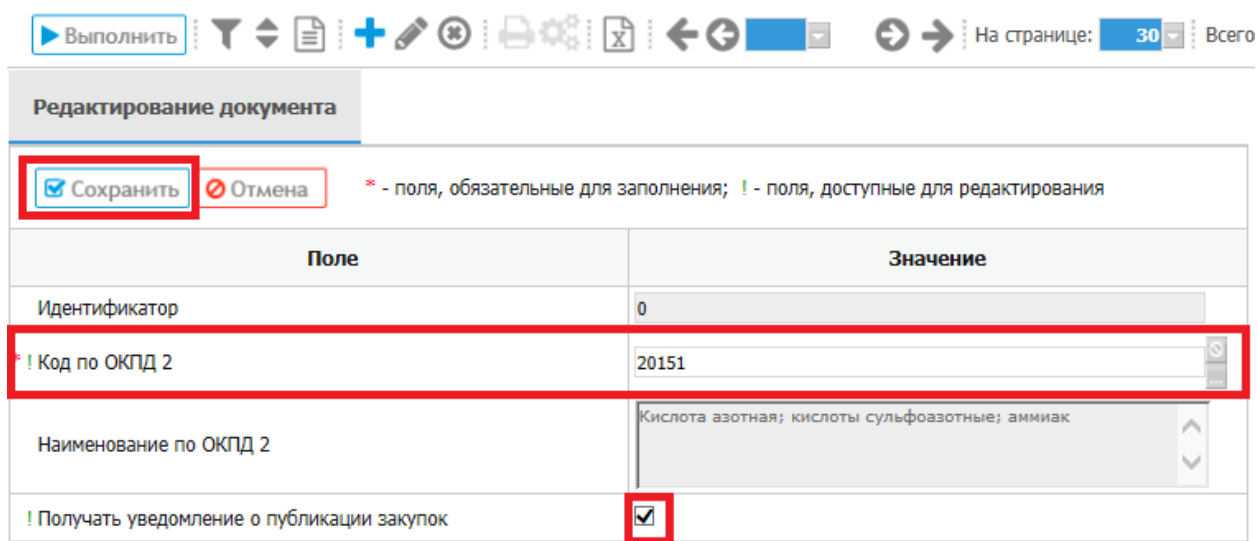 Выполнить На странице: 30 Всего
Редактирование документа
Сохранить Отмена * - поля, обязательные для заполнения; ! - поля, доступные для редактирования
Поле Значение
Идентификатор 0
* ! Код по ОКПД 2 20151
Наименование по ОКПД 2 Кислота азотная; кислоты сульфоазотные; аммиак
! Получать уведомление о публикации закупок